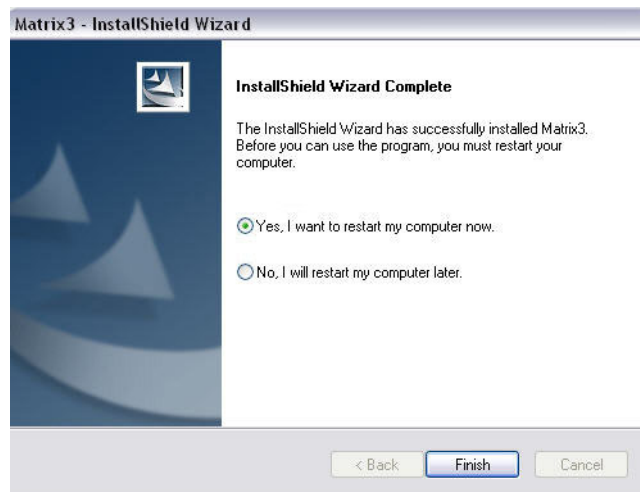 Matrix3 - InstallShield Wizard
InstallShield Wizard Complete
The InstallShield Wizard has successfully installed Matrix3.
Before you can use the program, you must restart your
computer.
Yes, I want to restart my computer now.
No, I will restart my computer later.
< Back
Finish
Cancel